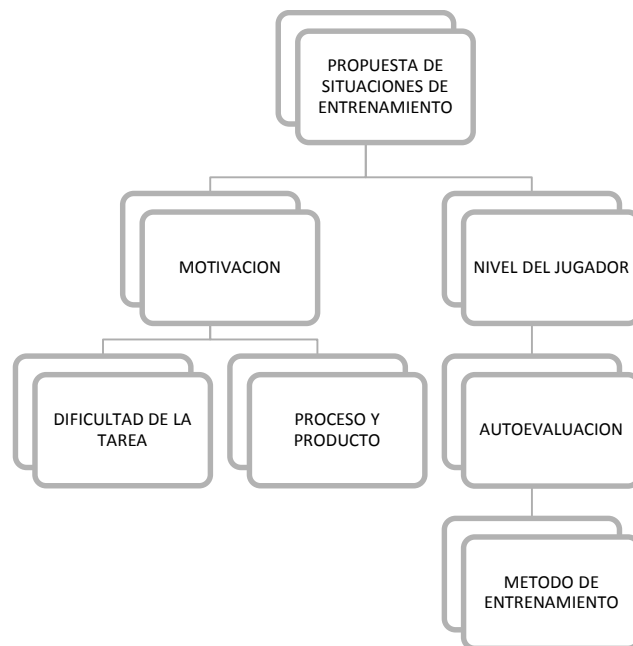 PROPUESTA DE
SITUACIONES DE
ENTRENAMIENTO
MOTIVACION
NIVEL DEL JUGADOR
DIFICULTAD DE LA
TAREA
PROCESO Y
PRODUCTO
AUTOEVALUACION
METODO DE
ENTRENAMIENTO